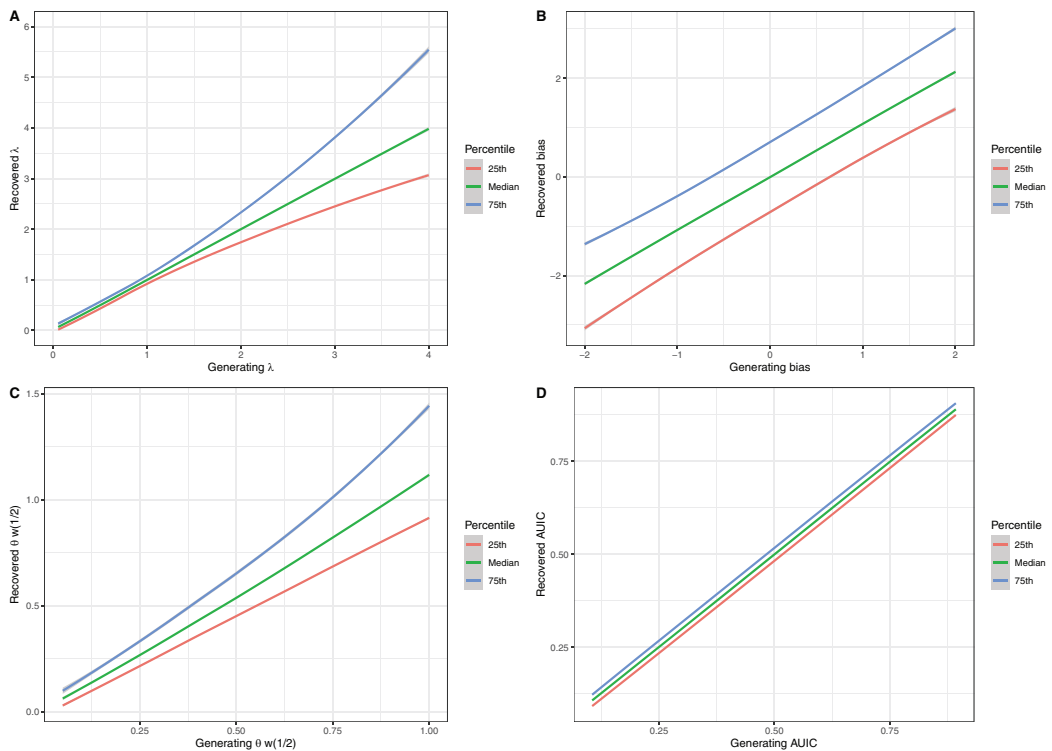 A
6
5
4
3
2
1
0
0
1
2
3
4
Recovered λ
Generating λ
Percentile
25th
Median
75th
B
2
0
−2
−2
−1
0
1
2
Recovered bias
Generating bias
Percentile
25th
Median
75th
C
1.5
1.0
0.5
0.0
0.25
0.50
0.75
1.00
Recovered θ w(1/2)
Generating θ w(1/2)
Percentile
25th
Median
75th
D
0.75
0.50
0.25
0.25
0.50
0.75
Recovered AUIC
Generating AUIC
Percentile
25th
Median
75th